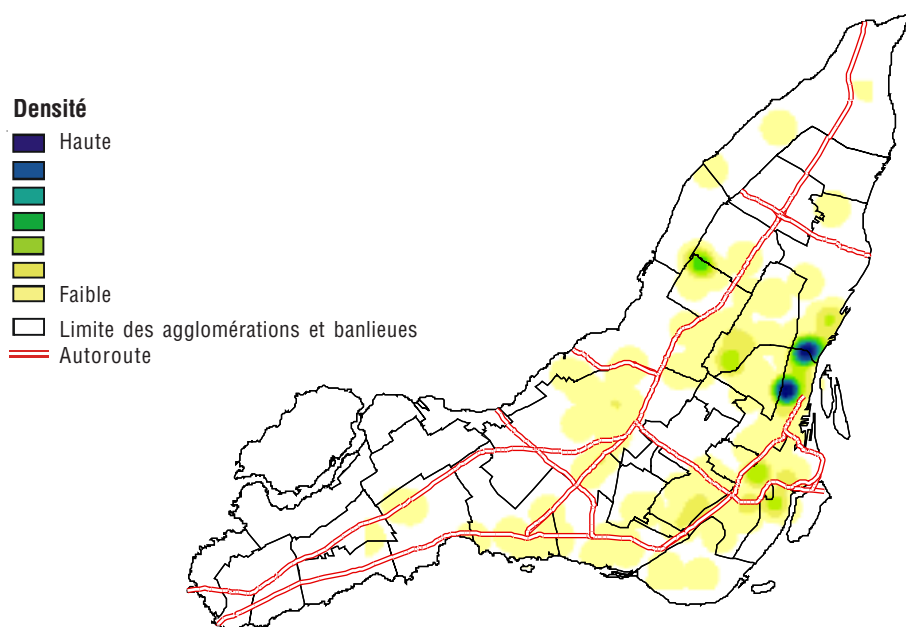 Densité
Haute
Faible
Limite des agglomérations et banlieues
Autoroute